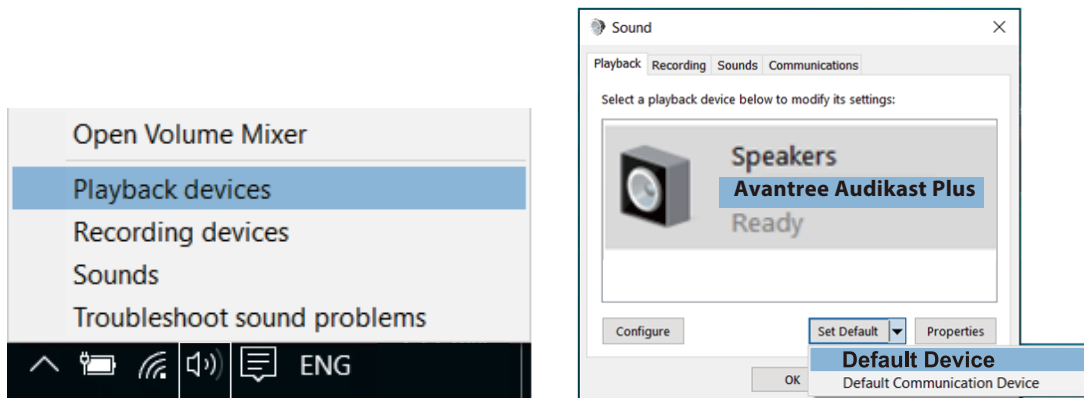 Open Volume Mixer
Playback devices
Recording devices
Sounds
Troubleshoot sound problems
ENG
Sound
Playback Recording Sounds Communications
Select a playback device below to modify its settings:
Speakers
Avantree Audikast Plus
Ready
Configure Set Default Properties
Default Device
OK
Default Communication Device